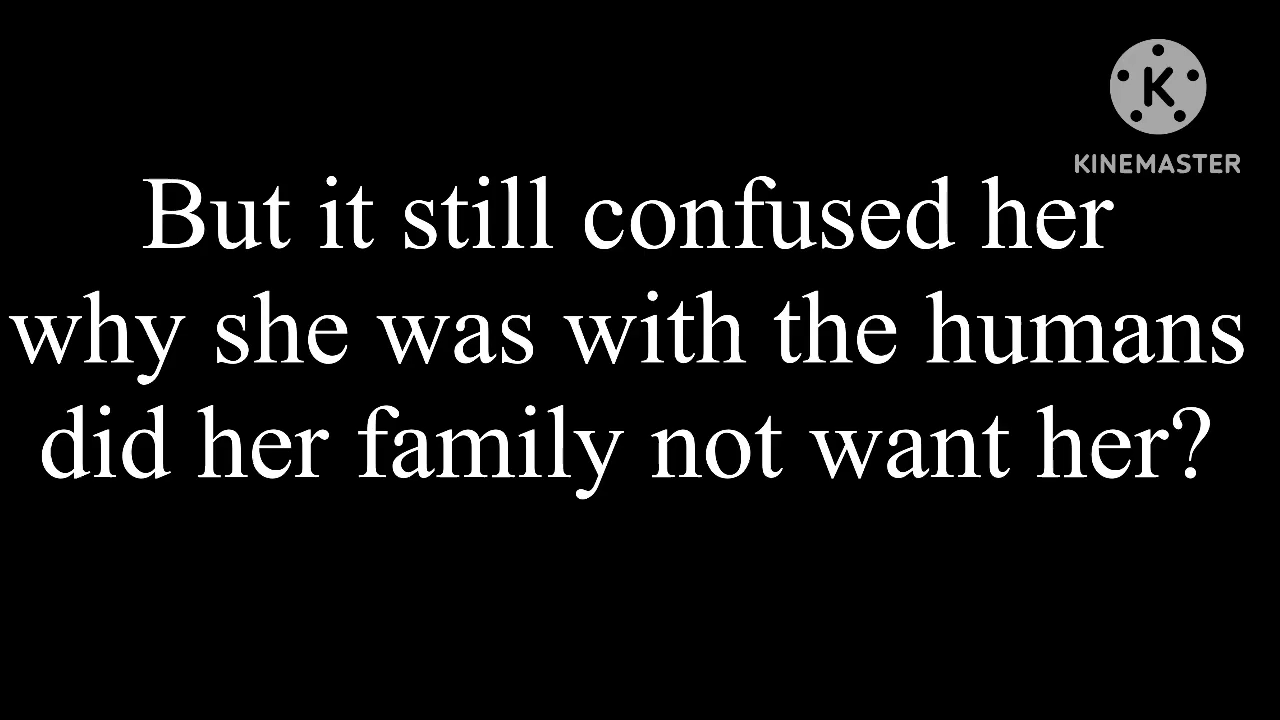 K
KINEMASTER
But it still confused her
why she was with the humans
did her family not want her?